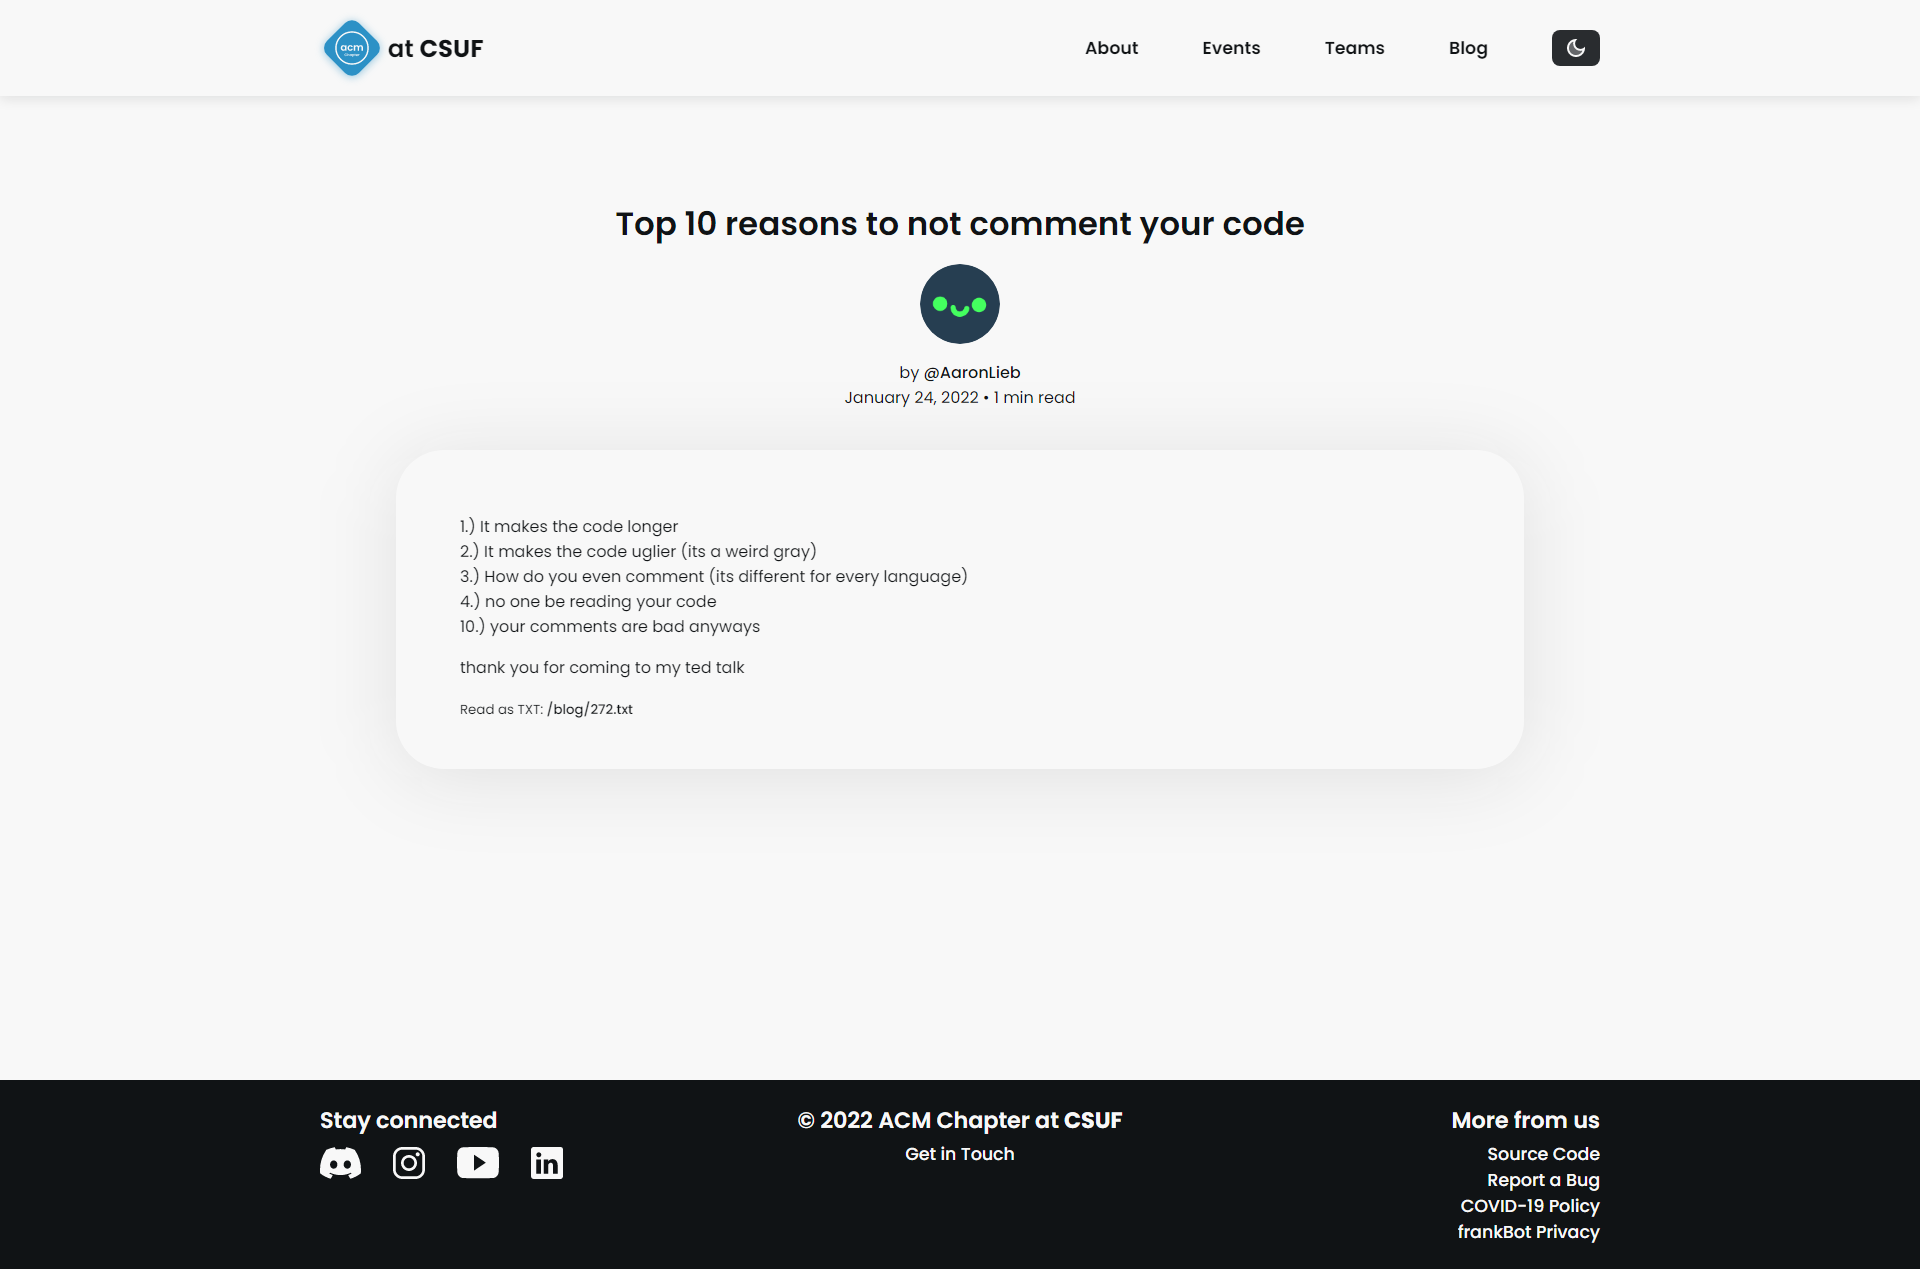 acm
Chapter
at CSUF
About
Events
Teams
Blog
Top 10 reasons to not comment your code
by @AaronLieb
January 24, 2022 • 1 min read
1.) It makes the code longer
2.) It makes the code uglier (its a weird gray)
3.) How do you even comment (its different for every language)
4.) no one be reading your code
10.) your comments are bad anyways
thank you for coming to my ted talk
Read as TXT: /blog/272.txt
Stay connected
in
© 2022 ACM Chapter at CSUF
Get in Touch
More from us
Source Code
Report a Bug
COVID-19 Policy
frankBot Privacy